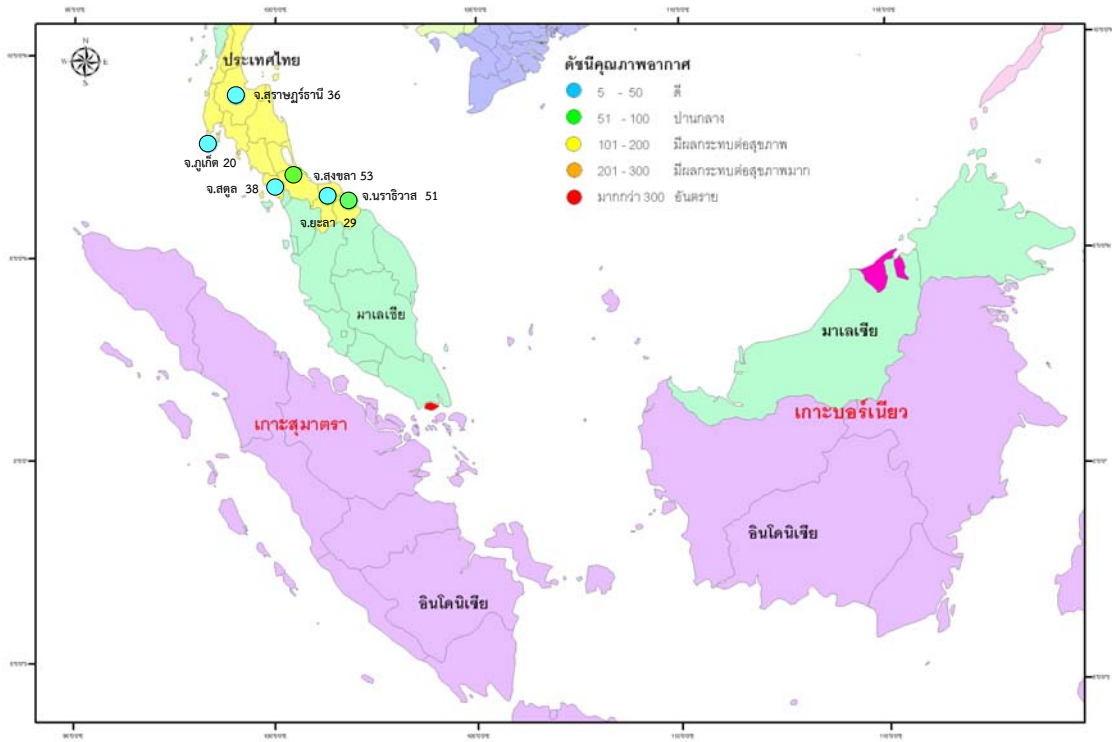 N
W E
S
ประเทศไทย
จ.สุราษฎร์ธานี 36
จ.ภูเก็ต 20
จ.สงขลา 53
จ.สตูล 38
จ.นราธิวาส 51
จ.ยะลา 29
ดัชนีคุณภาพอากาศ
5 - 50 ดี
51 - 100 ปานกลาง
101 - 200 มีผลกระทบต่อสุขภาพ
201 - 300 มีผลกระทบต่อสุขภาพมาก
มากกว่า 300 อันตราย
มาเลเซีย
มาเลเซีย
เกาะสุมาตรา
เกาะบอร์เนียว
อินโดนิเซีย
อินโดนิเซีย